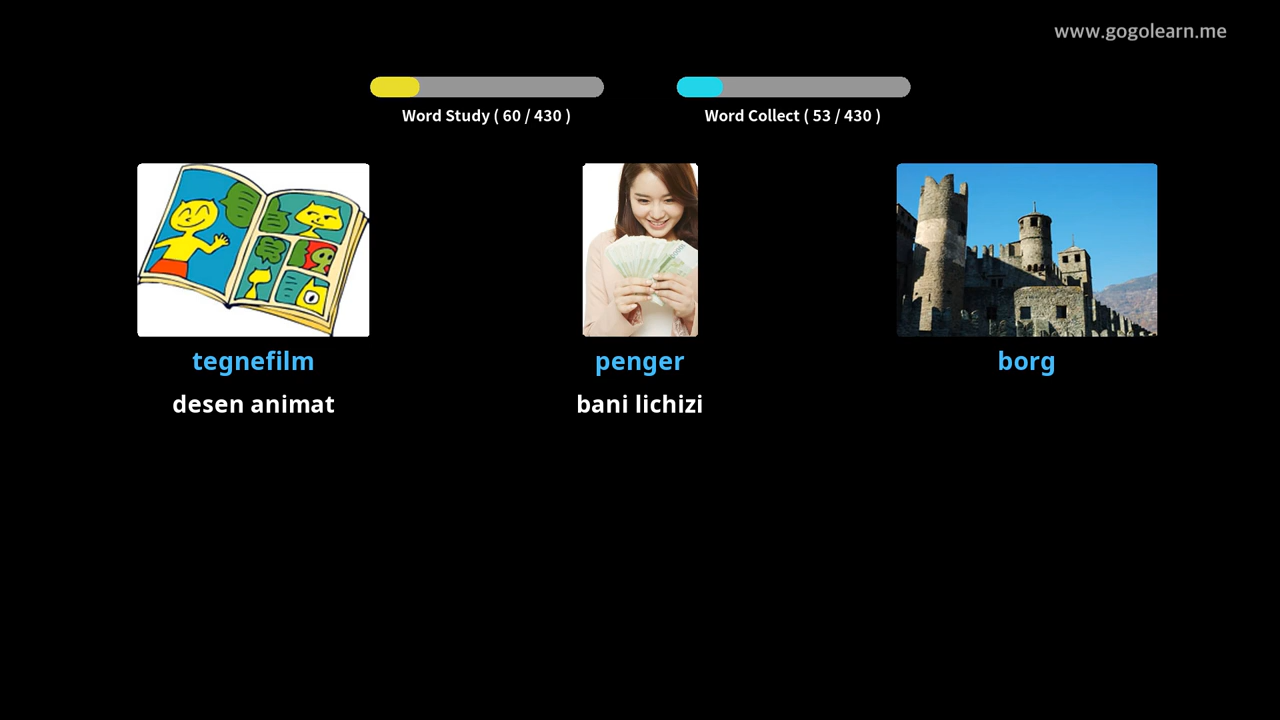 www.gogolearn.me
Word Study ( 60 / 430 )
Word Collect ( 53 / 430 )
tegnefilm
penger
borg
desen animat
bani lichizi